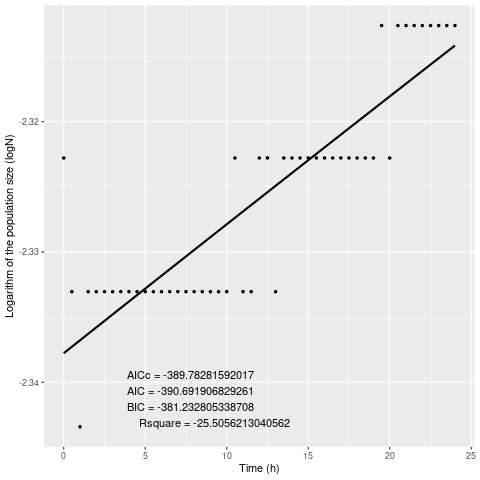 -2.32
-2.33
-2.34
Logarithm of the population size (logN)
AICc = -389.78281592017
AIC = -390.691906829261
BIC = -381.232805338708
Rsquare = -25.5056213040562
0 5 10 15 20 25
Time (h)